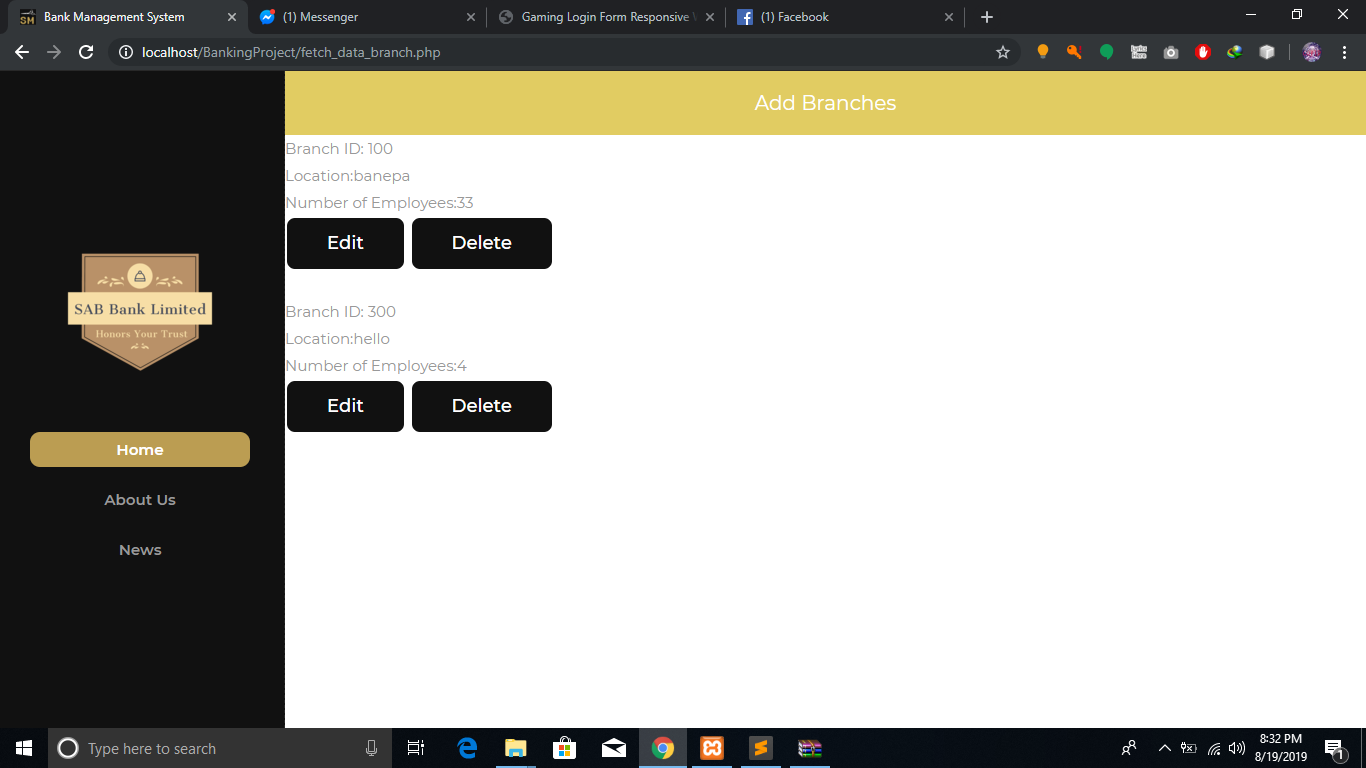 Bank Management System
(1) Messenger
Gaming Login Form Responsive
(1) Facebook
localhost/BankingProject/fetch_data_branch.php
Lyrics
Here
Add Branches
Branch ID: 100
Location:banepa
Number of Employees:33
Edit
Delete
Branch ID: 300
Location:hello
Number of Employees:4
Edit
Delete
SAB Bank Limited
Honors Your Trust
Home
About Us
News
Type here to search
8:32 PM
8/19/2019
1